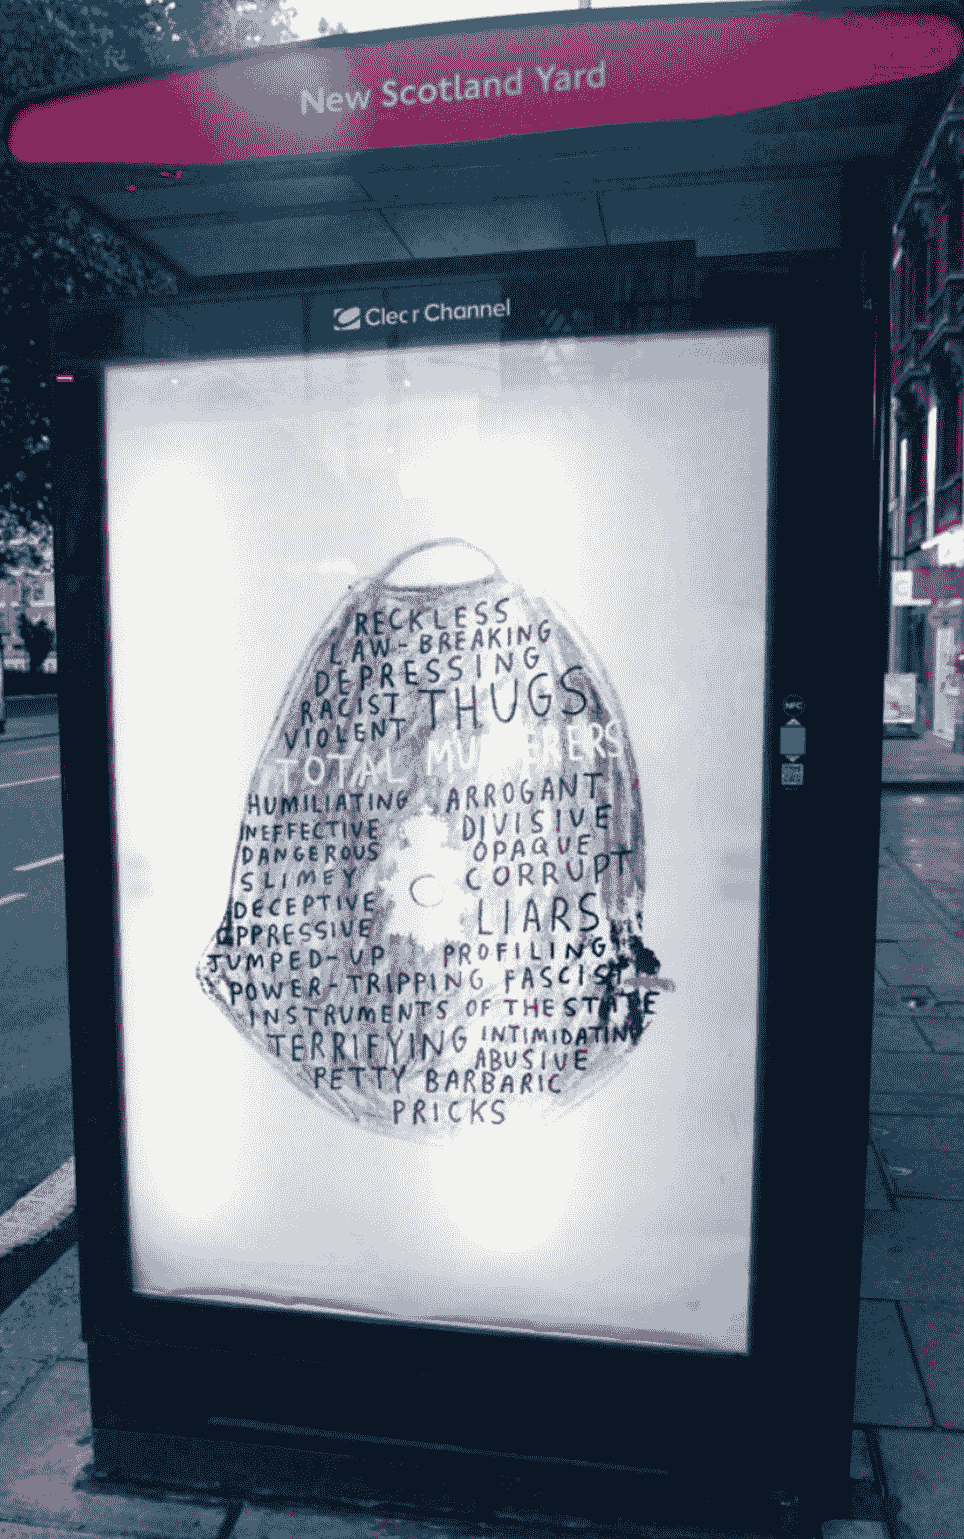 New Scotland Yard
Clear Channel
RECKLESS
LAW-BREAKING
DEPRESSING
RACIST THUGS
VIOLENT
TOTAL MURDERERS
HUMILIATING ARROGANT
INEFFECTIVE DIVISIVE
DANGEROUS OPAQUE
SLIMEY CORRUPT
DECEPTIVE LIARS
OPPRESSIVE
JUMPED-UP PROFILING
POWER-TRIPPING FASCIST
INSTRUMENTS OF THE STATE
TERRIFYING INTIMIDATING
ABUSIVE
PETTY BARBARIC
PRICKS
NFC